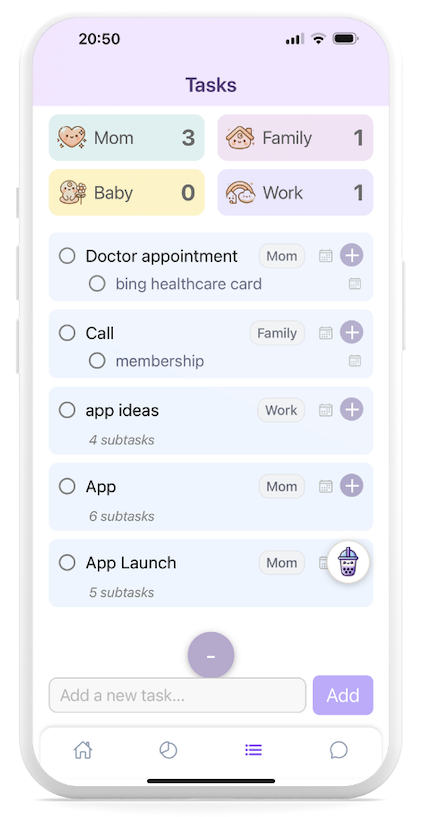 20:50
Tasks
Mom 3
Family 1
Baby 0
Work 1
Doctor appointment Mom
bing healthcare card
Call Family
membership
app ideas Work
4 subtasks
App Mom
6 subtasks
App Launch Mom
5 subtasks
-
Add a new task... Add